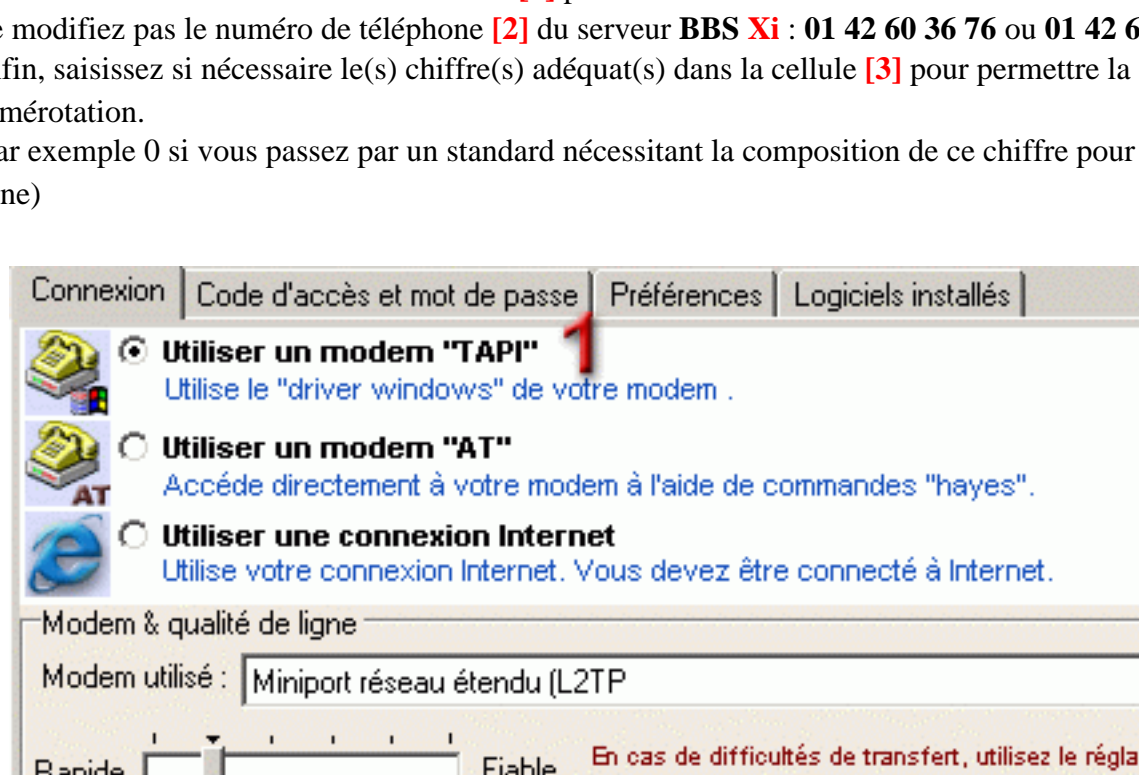 e modifiez pas le numéro de téléphone [2] du serveur BBS Xi : 01 42 60 36 76 ou 01 42 6
fin, saisissez si nécessaire le(s) chiffre(s) adéquat(s) dans la cellule [3] pour permettre la
mérotation.
ar exemple 0 si vous passez par un standard nécessitant la composition de ce chiffre pour
ne)
Connexion Code d'accès et mot de passe Préférences Logiciels installés
1
Utiliser un modem "TAPI"
Utilise le "driver windows" de votre modem .
Utiliser un modem "AT"
AT Accéde directement à votre modem à l'aide de commandes "hayes".
Utiliser une connexion Internet
Utilise votre connexion Internet. Vous devez être connecté à Internet.
Modem & qualité de ligne
Modem utilisé : Miniport réseau étendu (L2TP
Rapide Fiable En cas de difficultés de transfert, utilisez le régla